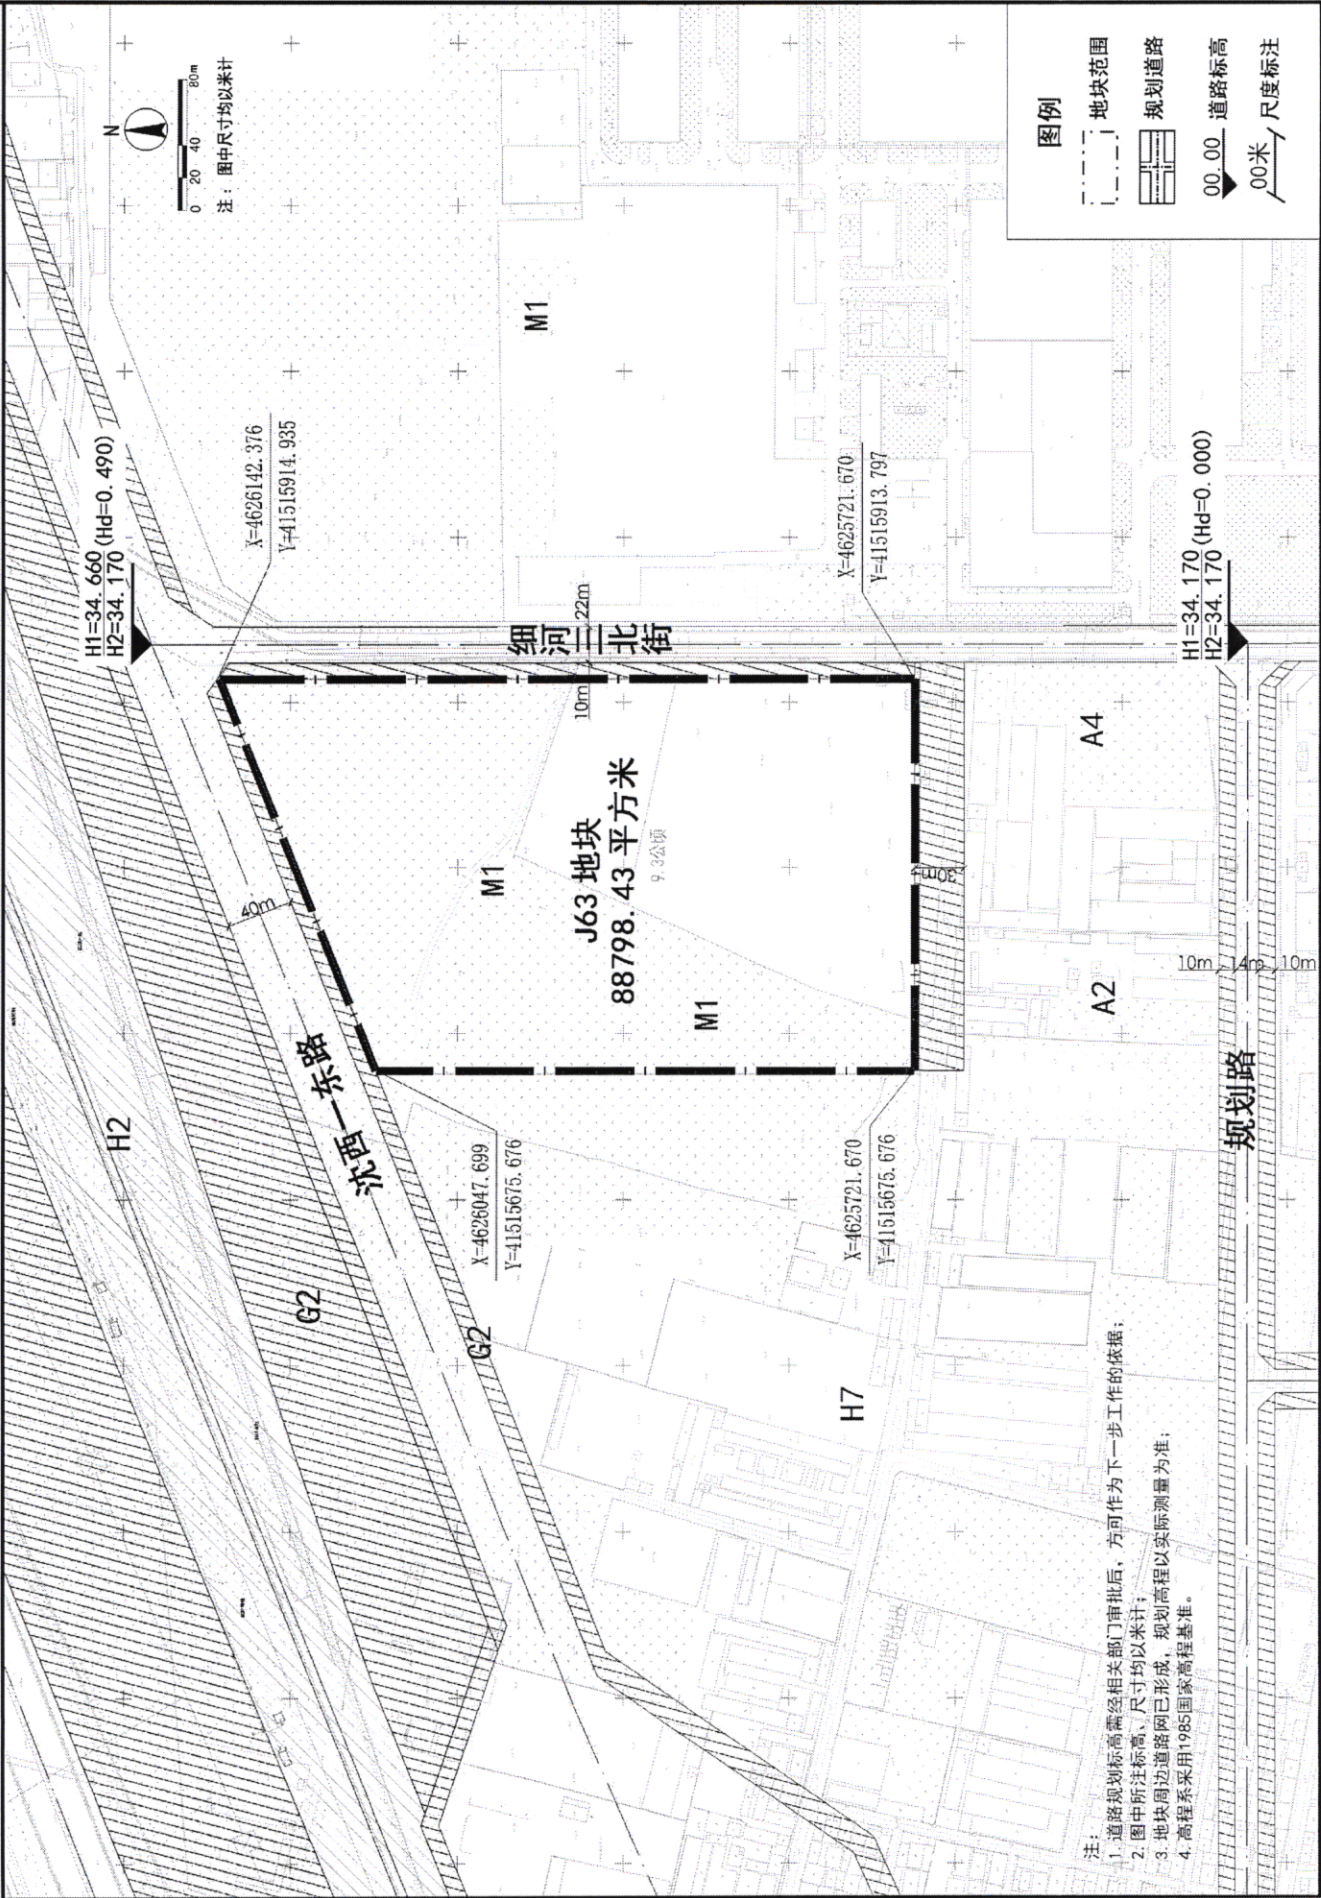 N
0 20 40 80m
注：图中尺寸均以米计
H1=34.660
H2=34.170
(Hd=0.490)
X=4626142.376
Y=41515914.935
M1
图例
地块范围
规划道路
00.00 道路标高
00米 尺度标注
H2
沈西一东路
40m
G2
G2
细河三北街
22m
10m
M1
J63 地块
88798.43 平方米
9.3公顷
M1
X=4625721.670
Y=41515913.797
X=4626047.699
Y=41515675.676
X=4625721.670
Y=41515675.676
30m
H1=34.170
H2=34.170
(Hd=0.000)
A4
A2
10m 14m 10m
规划路
H7
注：
1. 道路规划标高需经相关部门审批后，方可作为下一步工作的依据；
2. 图中所注标高、尺寸均以米计；
3. 地块周边道路网已形成，规划高程以实际测量为准；
4. 高程系采用1985国家高程基准。